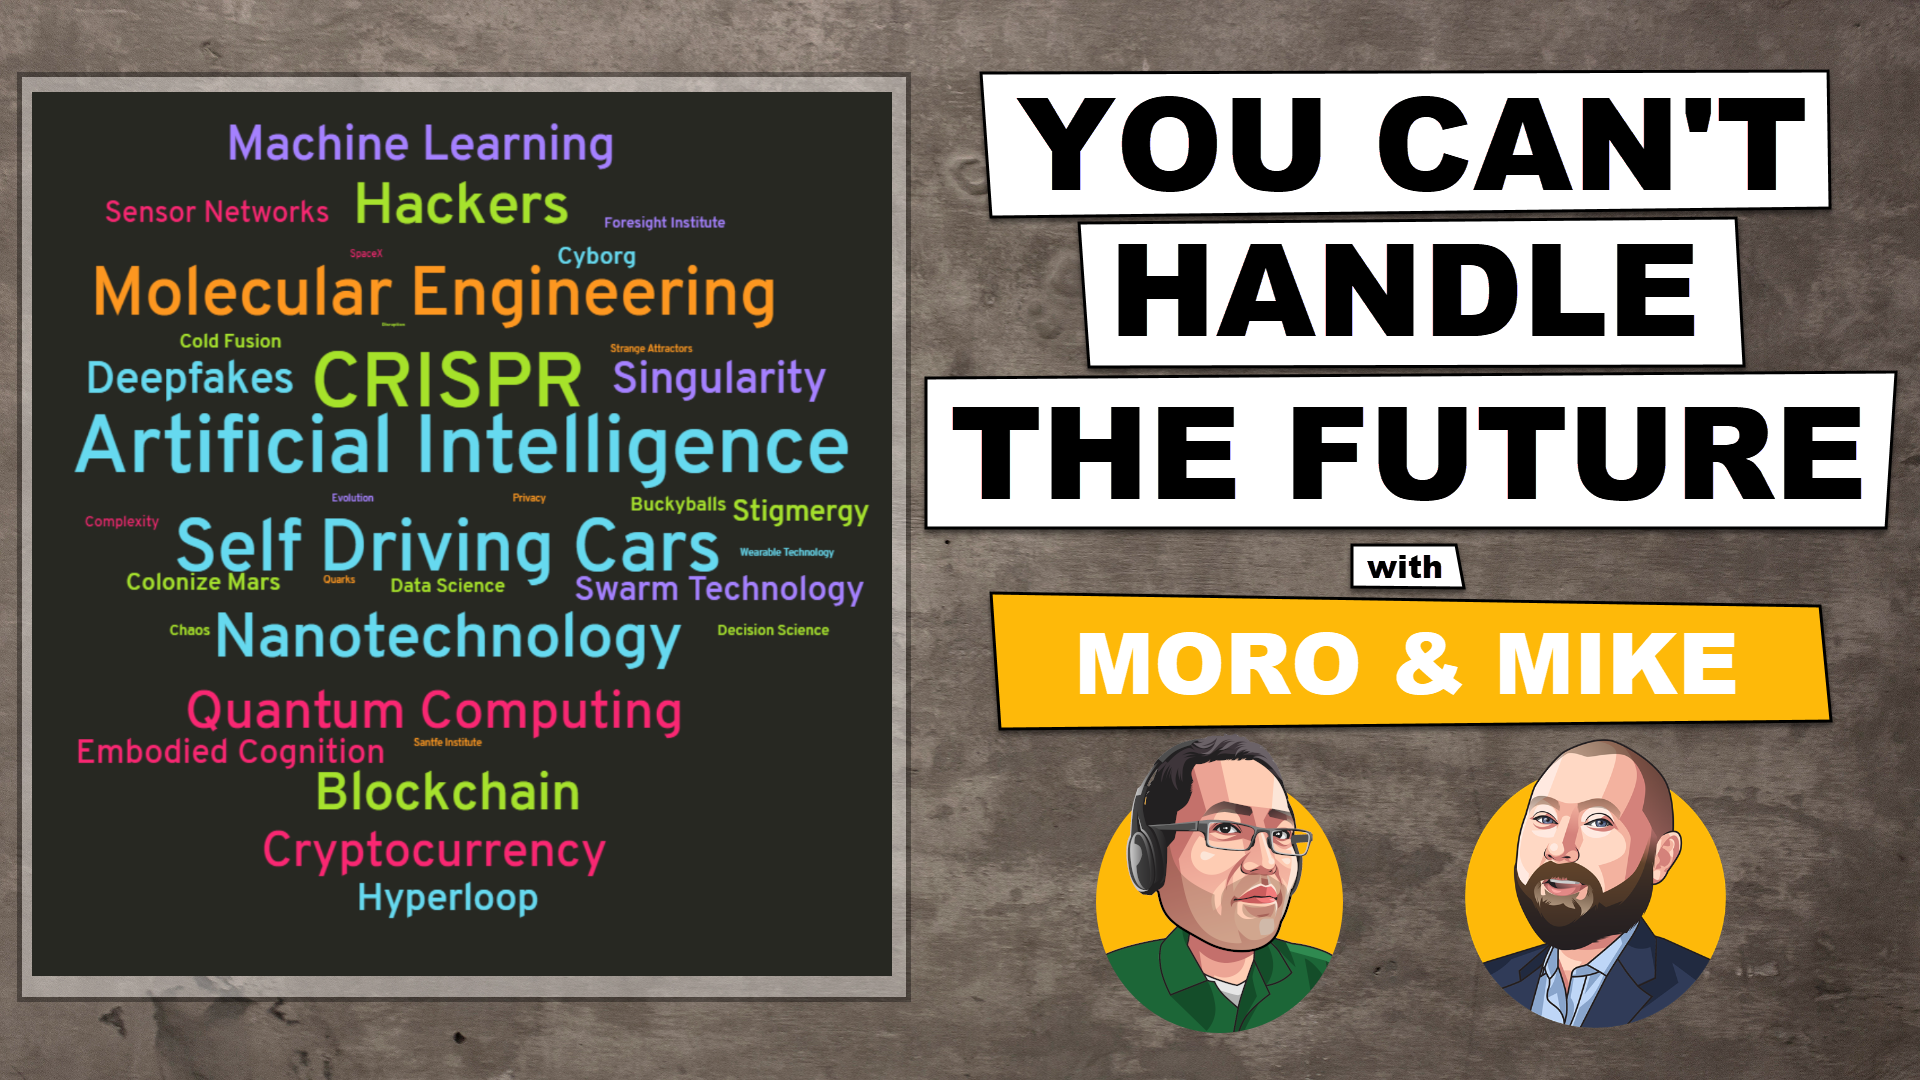 Machine Learning
Sensor Networks Hackers Foresight Institute
SpaceX Cyborg
Molecular Engineering
Disruption
Cold Fusion Strange Attractors
Deepfakes CRISPR Singularity
Artificial Intelligence
Evolution Privacy Buckyballs Stigmergy
Complexity Self Driving Cars Wearable Technology
Colonize Mars Quarks Data Science Swarm Technology
Chaos Nanotechnology Decision Science
Quantum Computing
Embodied Cognition Santfe Institute
Blockchain
Cryptocurrency
Hyperloop
YOU CAN'T
HANDLE
THE FUTURE
with
MORO & MIKE